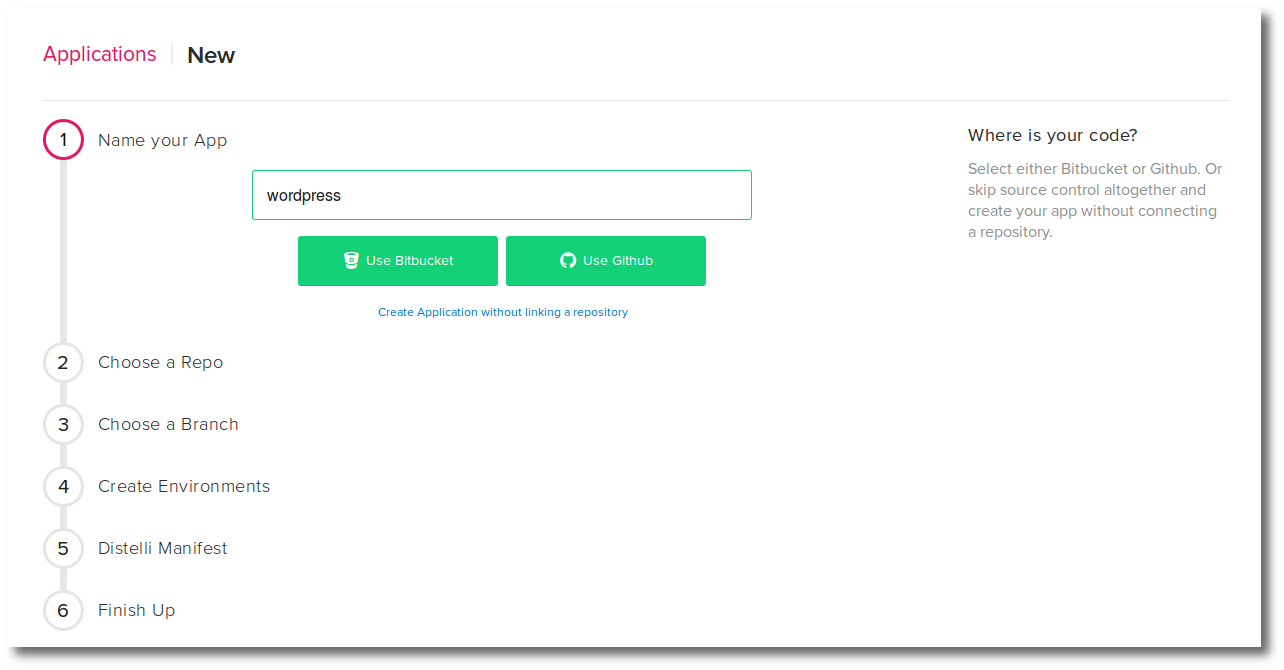 Applications | New
1 Name your App
wordpress
Use Bitbucket
Use Github
Create Application without linking a repository
2 Choose a Repo
3 Choose a Branch
4 Create Environments
5 Distelli Manifest
6 Finish Up
Where is your code?
Select either Bitbucket or Github. Or
skip source control altogether and
create your app without connecting
a repository.